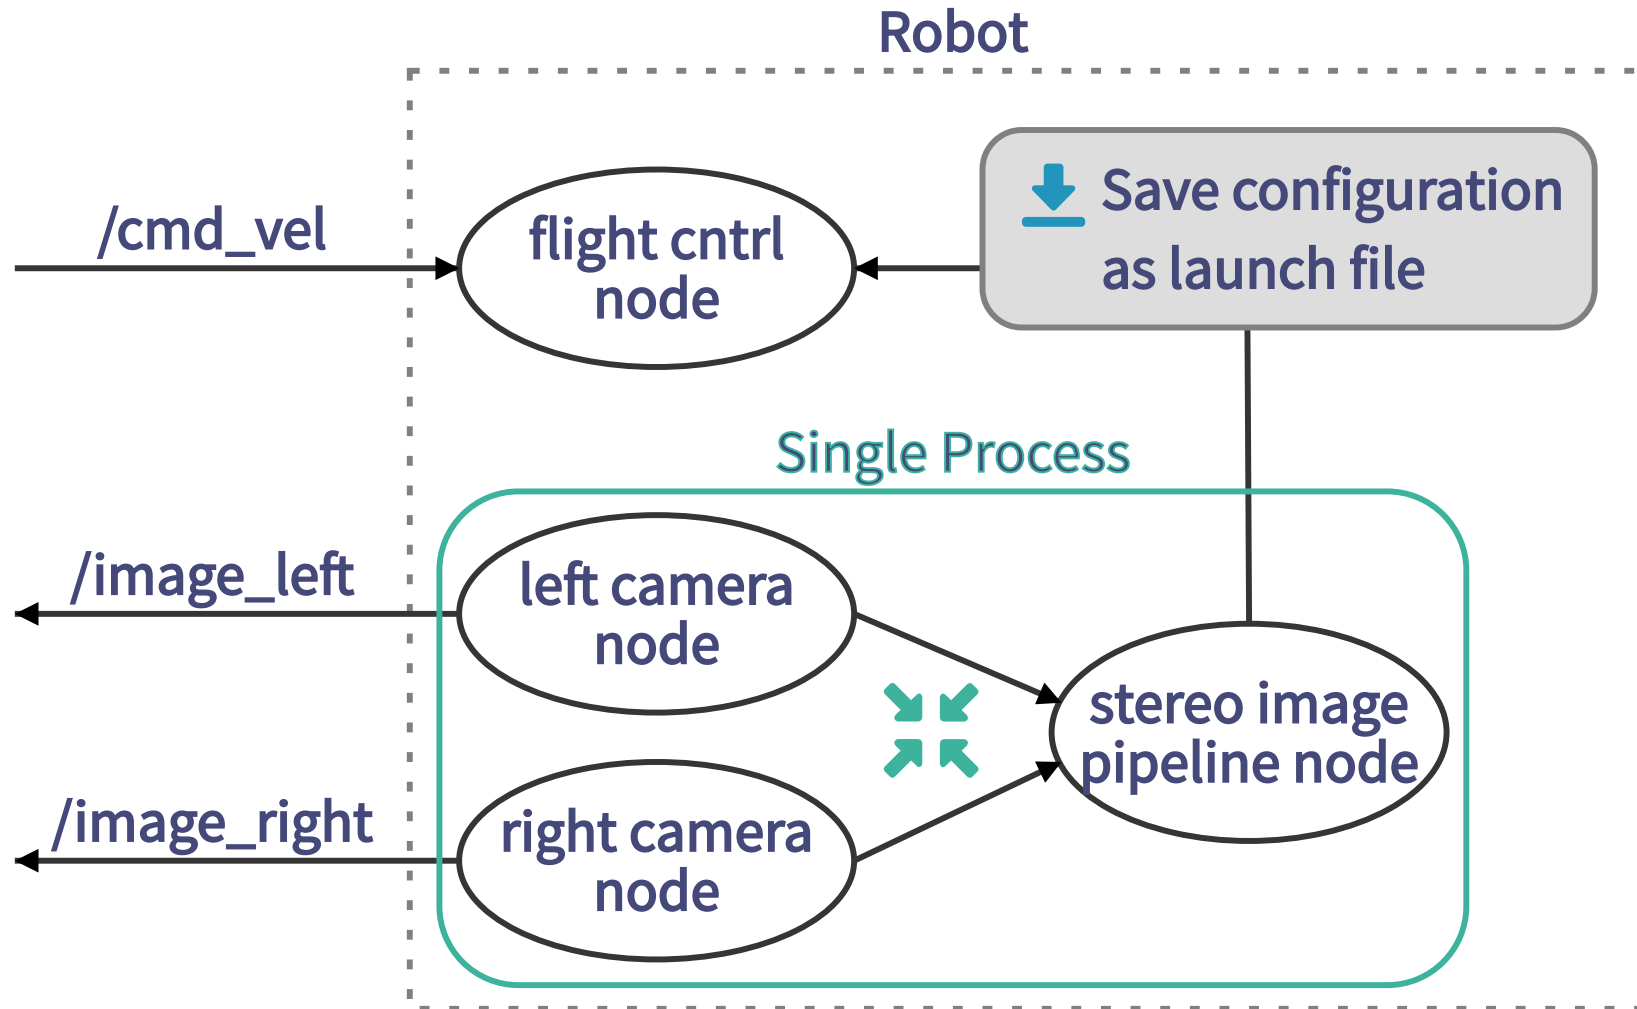 Robot
Save configuration
as launch file
/cmd_vel
flight cntrl
node
Single Process
/image_left
left camera
node
stereo image
pipeline node
/image_right
right camera
node